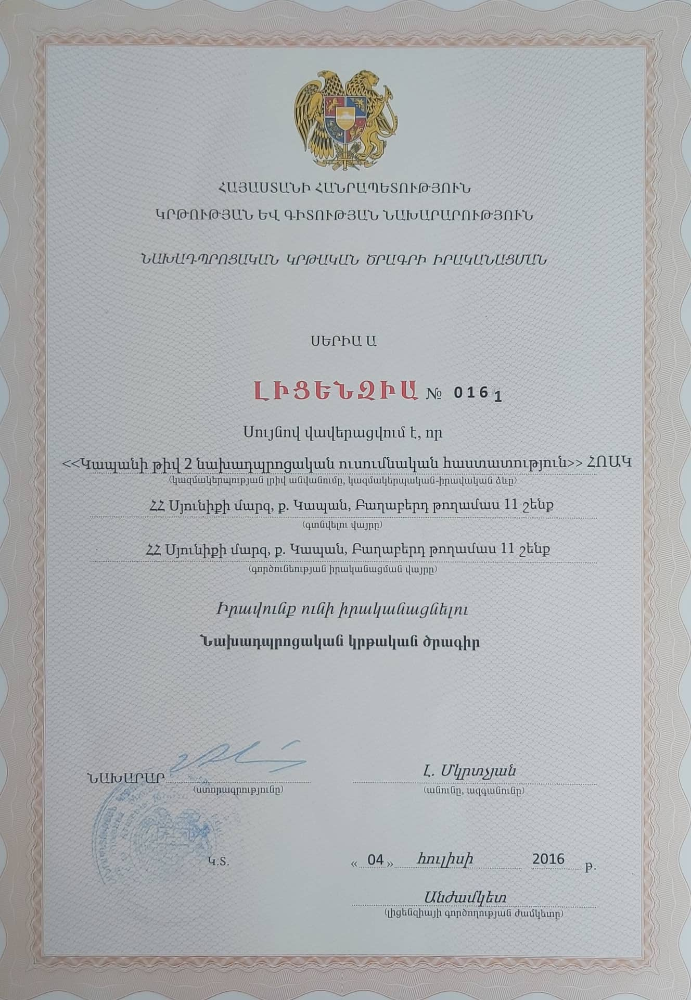 ՀԱՅԱՍՏԱՆԻ ՀԱՆՐԱՊԵՏՈՒԹՅՈՒՆ
ԿՐԹՈՒԹՅԱՆ ԵՎ ԳԻՏՈՒԹՅԱՆ ՆԱԽԱՐԱՐՈՒԹՅՈՒՆ
ՆԱԽԱԴՊՐՈՑԱԿԱՆ ԿՐԹԱԿԱՆ ԾՐԱԳՐԻ ԻՐԱԿԱՆԱՑՄԱՆ
ՍԵՐԻԱ Ա
ԼԻՑԵՆԶԻԱ № 0161
Սույնով վավերացվում է, որ
<<Կապանի թիվ 2 նախադպրոցական ուսումնական հաստատություն>> ՀՈԱԿ
(կազմակերպության լրիվ անվանումը, կազմակերպական-իրավական ձևը)
ՀՀ Սյունիքի մարզ, ք. Կապան, Բաղաբերդ թողամաս 11 շենք
(գտնվելու վայրը)
ՀՀ Սյունիքի մարզ, ք. Կապան, Բաղաբերդ թողամաս 11 շենք
(գործունեության իրականացման վայրը)
Իրավունք ունի իրականացնելու
Նախադպրոցական կրթական ծրագիր
ՆԱԽԱՐԱՐ Լ. Մկրտչյան
(ստորագրությունը) (անունը, ազգանունը)
Կ.Տ. « 04 » հուլիսի 2016 թ.
Անժամկետ
(լիցենզիայի գործողության ժամկետը)